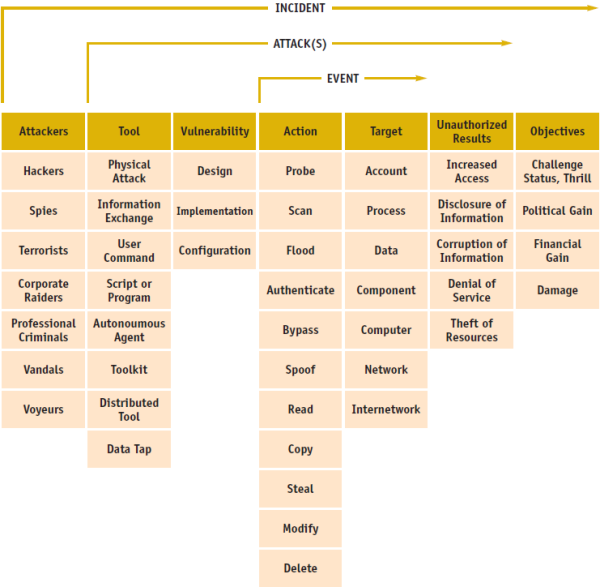 INCIDENT
ATTACK(S)
EVENT
Attackers
Tool
Vulnerability
Action
Target
Unauthorized
Results
Objectives
Hackers
Physical
Attack
Design
Probe
Account
Increased
Access
Challenge
Status, Thrill
Spies
Information
Exchange
Implementation
Scan
Process
Disclosure of
Information
Political Gain
Terrorists
User
Command
Configuration
Flood
Data
Corruption of
Information
Financial
Gain
Corporate
Raiders
Script or
Program
Authenticate
Component
Denial of
Service
Damage
Professional
Criminals
Autonoumous
Agent
Bypass
Computer
Theft of
Resources
Vandals
Toolkit
Spoof
Network
Voyeurs
Distributed
Tool
Read
Internetwork
Data Tap
Copy
Steal
Modify
Delete